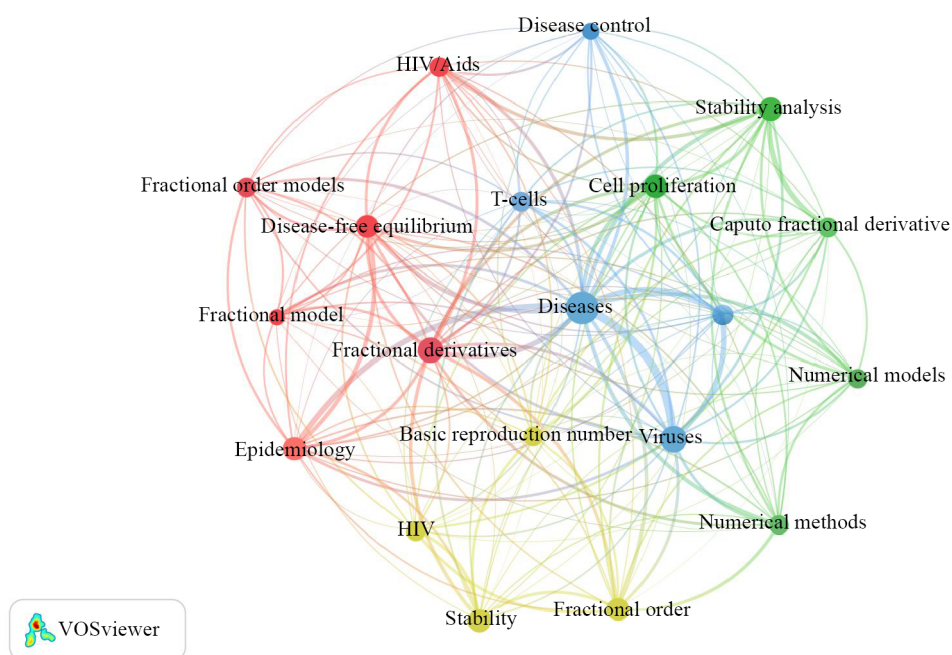 Disease control
HIV/Aids
Stability analysis
Fractional order models
T-cells
Cell proliferation
Disease-free equilibrium
Caputo fractional derivative
Diseases
Fractional model
Fractional derivatives
Numerical models
Epidemiology
Basic reproduction number
Viruses
HIV
Numerical methods
Stability
Fractional order
VOSviewer